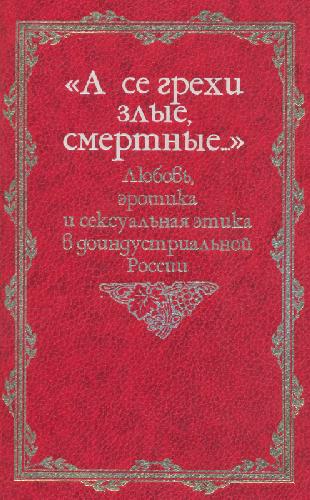 «А се грехи
злые,
смертные...»
Любовь,
эротика
и сексуальная этика
в доиндустриальной
России